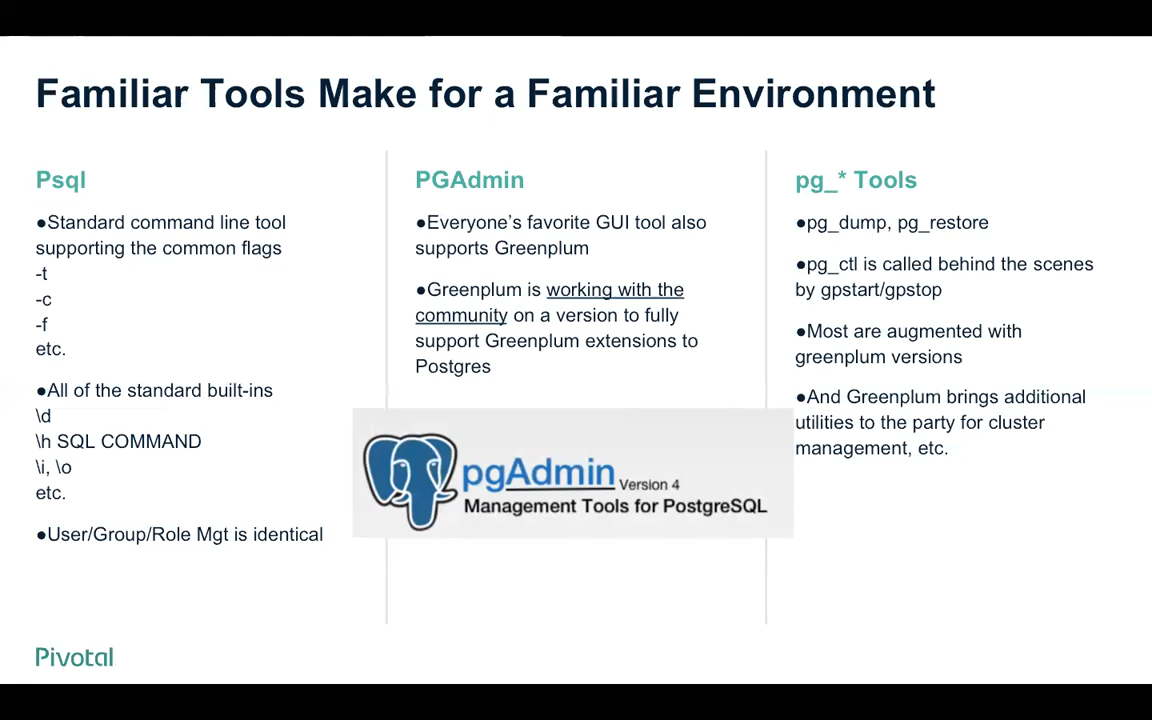 Familiar Tools Make for a Familiar Environment
Psql
●Standard command line tool
supporting the common flags
-t
-c
-f
etc.
●All of the standard built-ins
\d
\h SQL COMMAND
\i, \o
etc.
●User/Group/Role Mgt is identical
PGAdmin
●Everyone’s favorite GUI tool also
supports Greenplum
●Greenplum is working with the
community on a version to fully
support Greenplum extensions to
Postgres
pgAdmin Version 4
Management Tools for PostgreSQL
pg_* Tools
●pg_dump, pg_restore
●pg_ctl is called behind the scenes
by gpstart/gpstop
●Most are augmented with
greenplum versions
●And Greenplum brings additional
utilities to the party for cluster
management, etc.
Pivotal